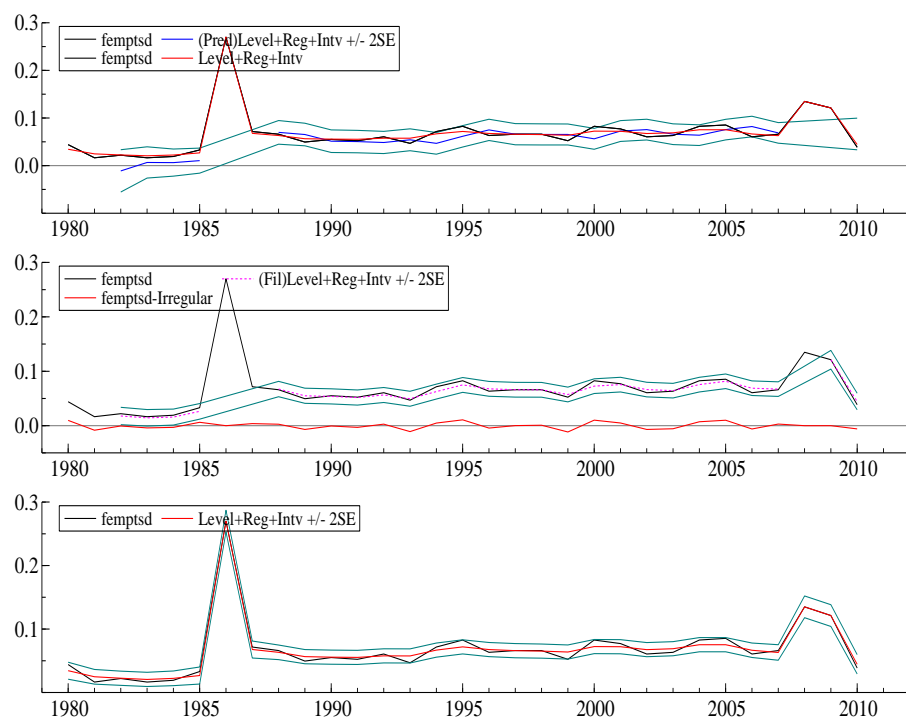 0.3
femptsd (Pred)Level+Reg+Intv +/- 2SE
femptsd Level+Reg+Intv
0.2
0.1
0.0
1980 1985 1990 1995 2000 2005 2010
0.3
femptsd (Fil)Level+Reg+Intv +/- 2SE
femptsd-Irregular
0.2
0.1
0.0
1980 1985 1990 1995 2000 2005 2010
0.3
femptsd Level+Reg+Intv +/- 2SE
0.2
0.1
1980 1985 1990 1995 2000 2005 2010